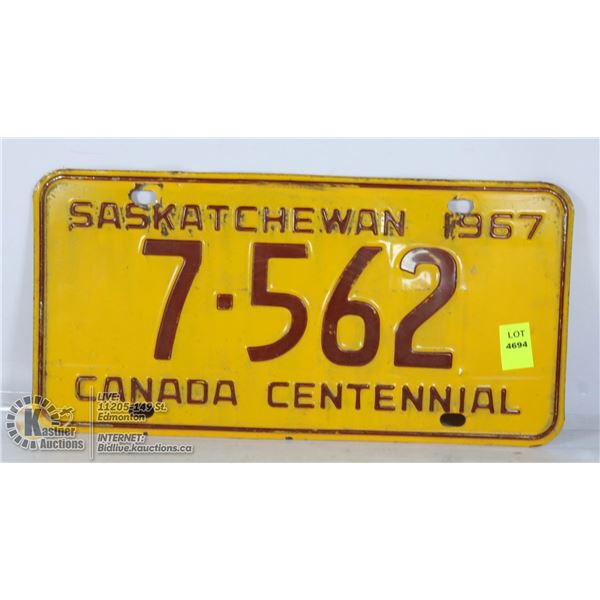 SASKATCHEWAN 1967
7·562
LOT
4694
CANADA CENTENNIAL
Kastner
Auctions
LIVE:
11205-149 St.
Edmonton
INTERNET:
Bidlive.kauctions.ca